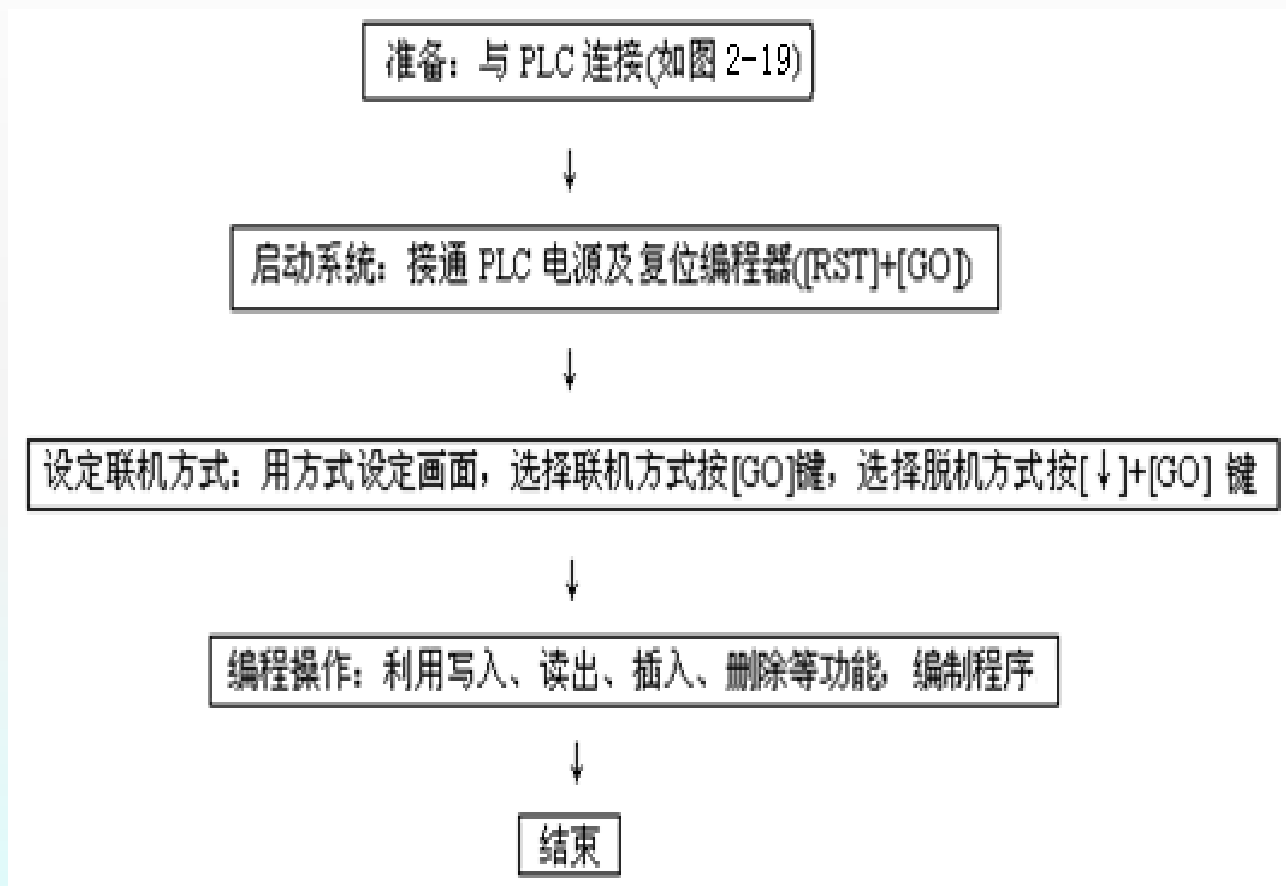 准备：与 PLC 连接(如图 2-19)
↓
启动系统：接通 PLC 电源及复位编程器([RST]+[GO])
↓
设定联机方式：用方式设定画面，选择联机方式按[GO]键，选择脱机方式按[↓]+[GO] 键
↓
编程操作：利用写入、读出、插入、删除等功能，编制程序
↓
结束